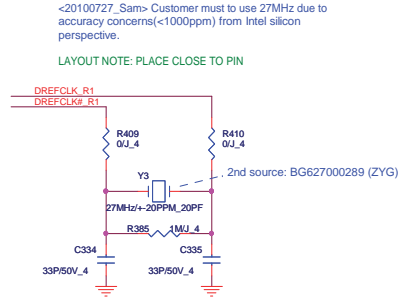 <20100727_Sam> Customer must to use 27MHz due to
accuracy concerns(<1000ppm) from Intel silicon
perspective.
LAYOUT NOTE: PLACE CLOSE TO PIN
DREFCLK_R1
DREFCLK#_R1
R409
0/J_4
R410
0/J_4
Y3
2nd source: BG627000289 (ZYG)
27MHz/+-20PPM_20PF
R385
1M/J_4
C334
33P/50V_4
C335
33P/50V_4